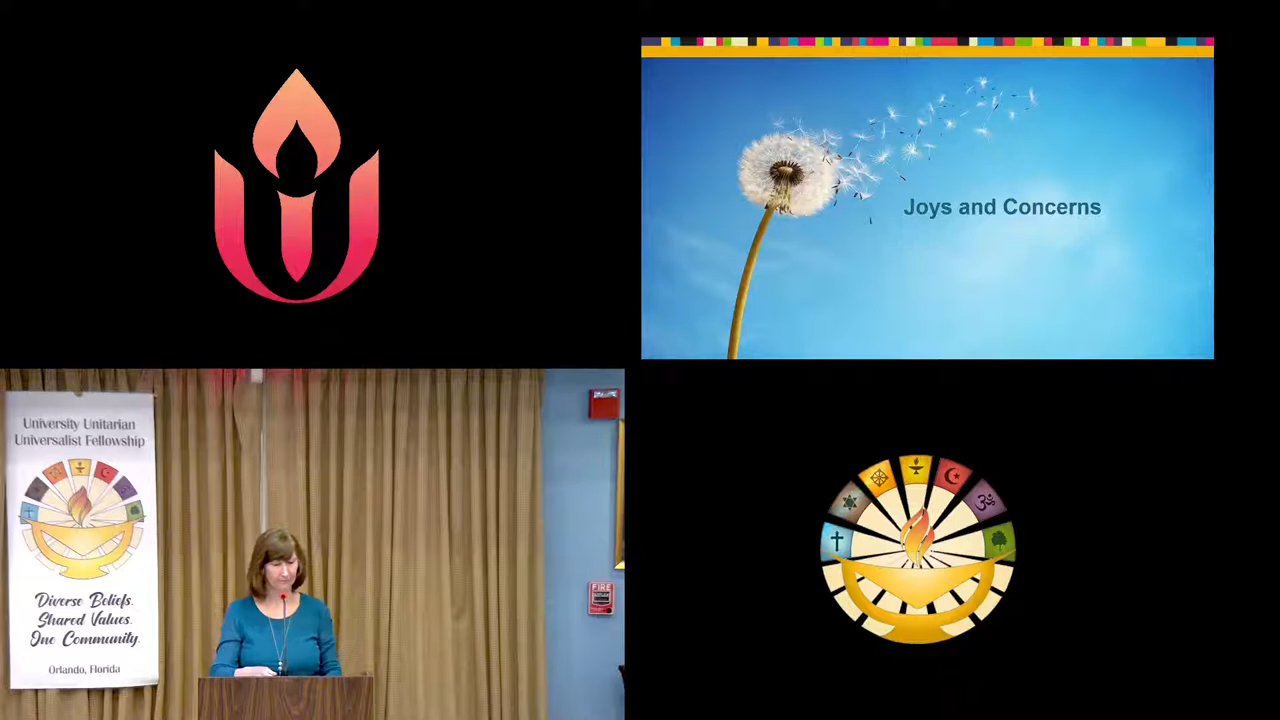 Joys and Concerns
University Unitarian
Universalist Fellowship
Diverse Beliefs.
Shared Values.
One Community.
Orlando, Florida
FIRE